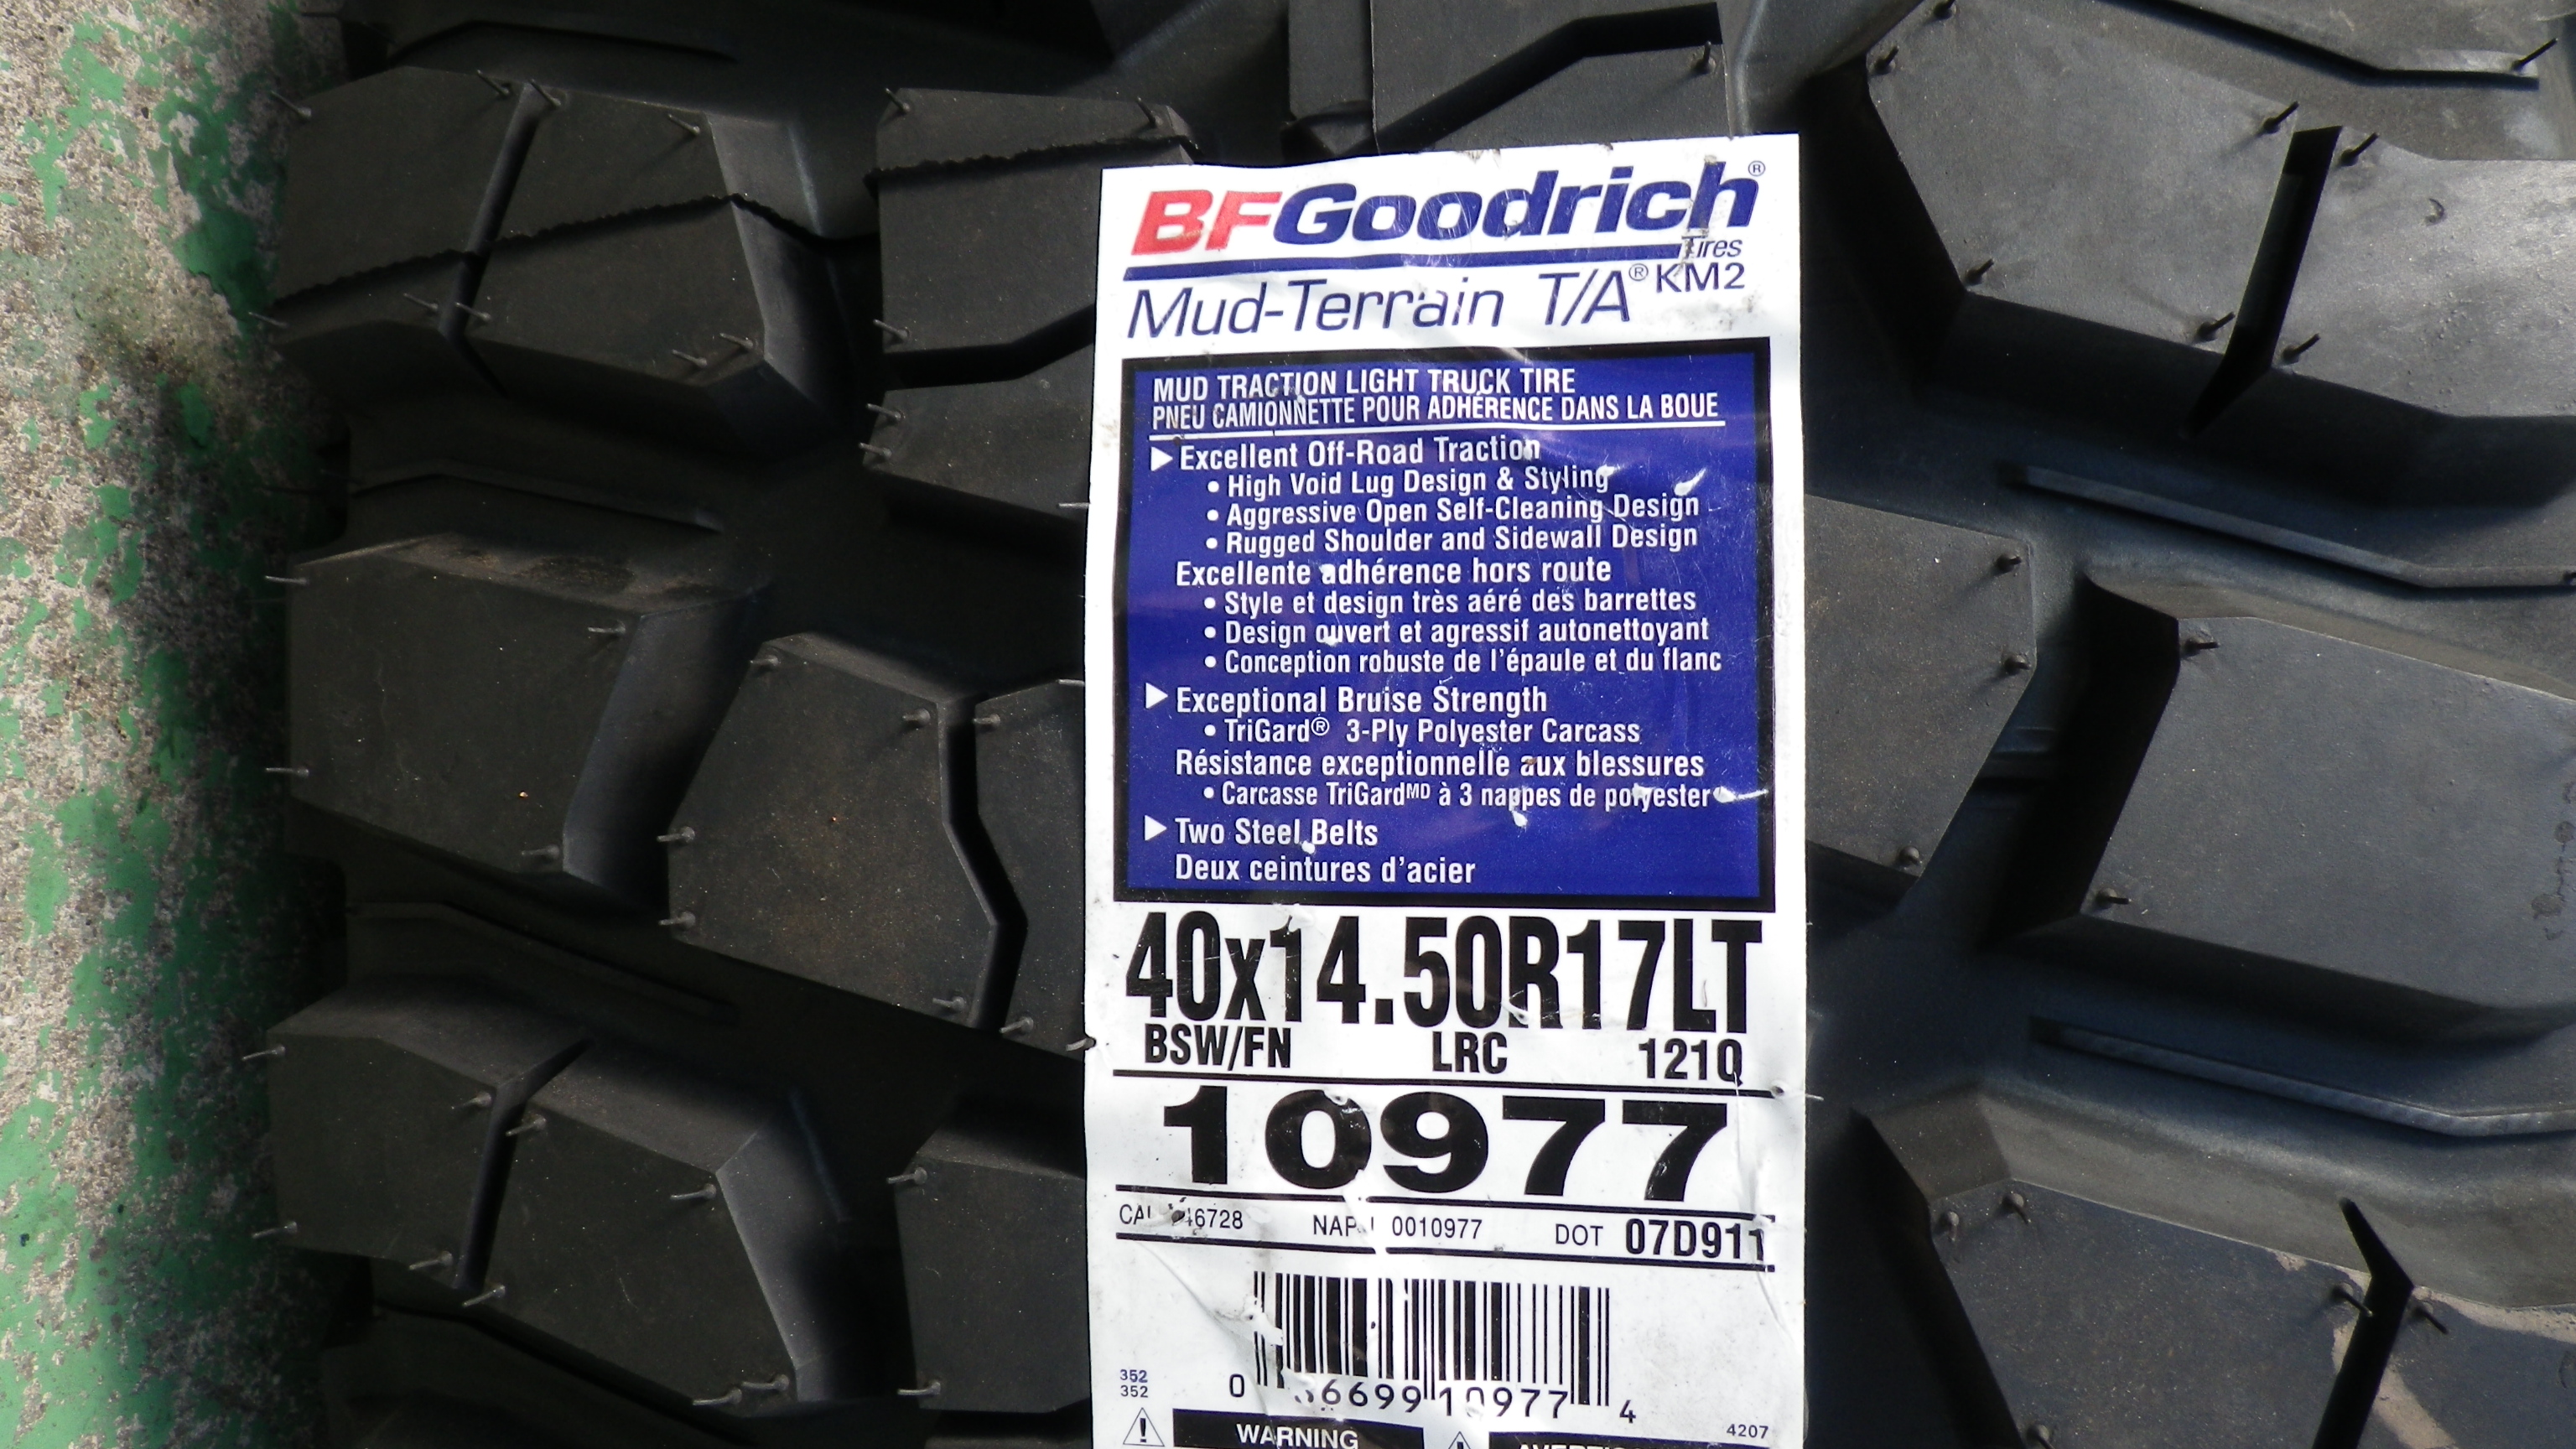 BFGoodrich®
Tires
Mud-Terrain T/A® KM2
MUD TRACTION LIGHT TRUCK TIRE
PNEU CAMIONNETTE POUR ADHÉRENCE DANS LA BOUE
▶ Excellent Off-Road Traction
• High Void Lug Design & Styling
• Aggressive Open Self-Cleaning Design
• Rugged Shoulder and Sidewall Design
Excellente adhérence hors route
• Style et design très aéré des barrettes
• Design ouvert et agressif autonettoyant
• Conception robuste de l'épaule et du flanc
▶ Exceptional Bruise Strength
• TriGard® 3-Ply Polyester Carcass
Résistance exceptionnelle aux blessures
• Carcasse TriGardMD à 3 nappes de polyester
▶ Two Steel Belts
Deux ceintures d'acier
40x14.50R17LT
BSW/FN LRC 121Q
10977
0010977 DOT 07D911
352
352
0 10977 4
4207
WARNING